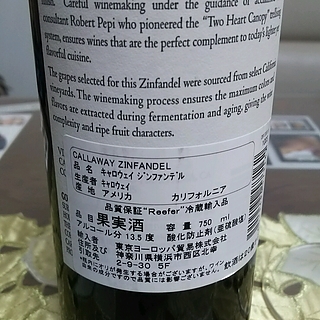 ment. Careful winemaking under the guidance of
consultant Robert Pepi who pioneered the "Two Heart Canopy" trellising
system, ensures wines that are the perfect complement to today's lighter
flavorful cuisine.
The grapes selected for this Zinfandel were sourced from select California
vineyards. The winemaking process ensures the maximum color and
flavors are extracted during fermentation and aging, giving the wine
complexity and ripe fruit characters.
CALLAWAY ZINFANDEL
品名 キャロウェイ ジンファンデル
生産者 キャロウェイ
産地 アメリカ カリフォルニア
品質保証"Reefer"冷蔵輸入品
品目 果実酒 容量 750 ml
アルコール分 13.5 度 酸化防止剤(亜硫酸塩)
輸入者 東京ヨーロッパ貿易株式会社
住所及び 神奈川県横浜市西区北幸
引取先 2-9-30 5F